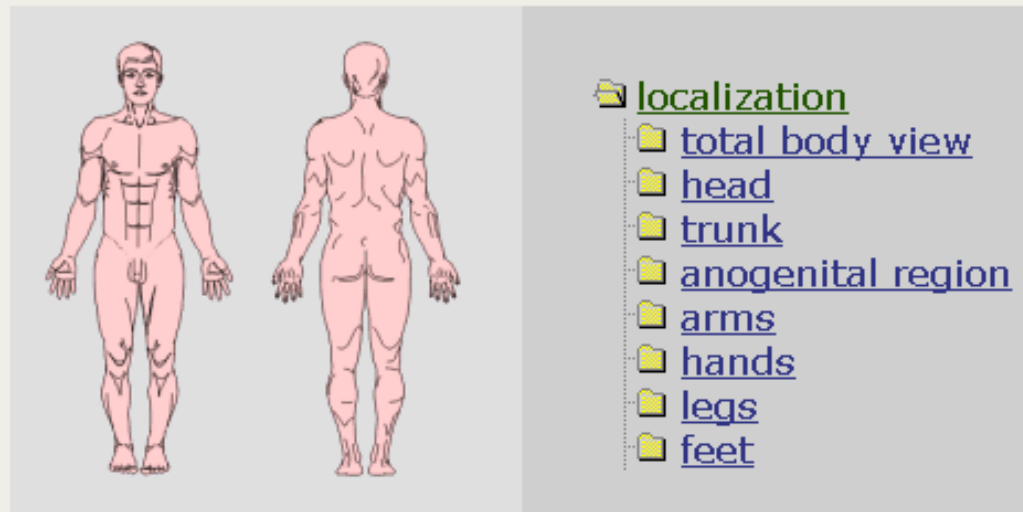 localization
total body view
head
trunk
anogenital region
arms
hands
legs
feet